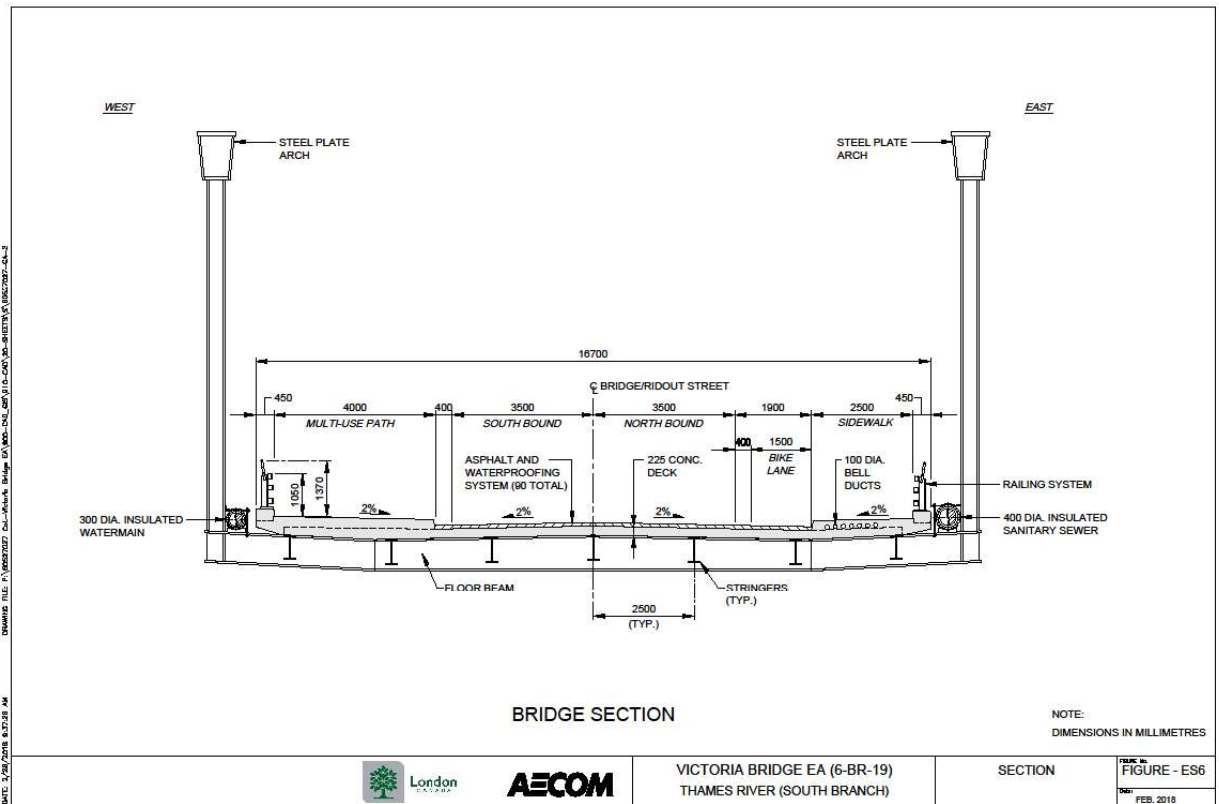 WEST
EAST
STEEL PLATE
ARCH
STEEL PLATE
ARCH
16700
℄ BRIDGE/RIDOUT STREET
450
4000
400
3500
3500
1900
2500
450
MULTI-USE PATH
SOUTH BOUND
NORTH BOUND
SIDEWALK
400
1500
BIKE
LANE
ASPHALT AND
WATERPROOFING
SYSTEM (90 TOTAL)
225 CONC.
DECK
100 DIA.
BELL
DUCTS
1050
1370
RAILING SYSTEM
2%
2%
2%
2%
300 DIA. INSULATED
WATERMAIN
400 DIA. INSULATED
SANITARY SEWER
FLOOR BEAM
STRINGERS
(TYP.)
2500
(TYP.)
BRIDGE SECTION
NOTE:
DIMENSIONS IN MILLIMETRES
London
CANADA
AECOM
VICTORIA BRIDGE EA (6-BR-19)
THAMES RIVER (SOUTH BRANCH)
SECTION
FIGURE No.
FIGURE - ES6
Date:
FEB. 2018